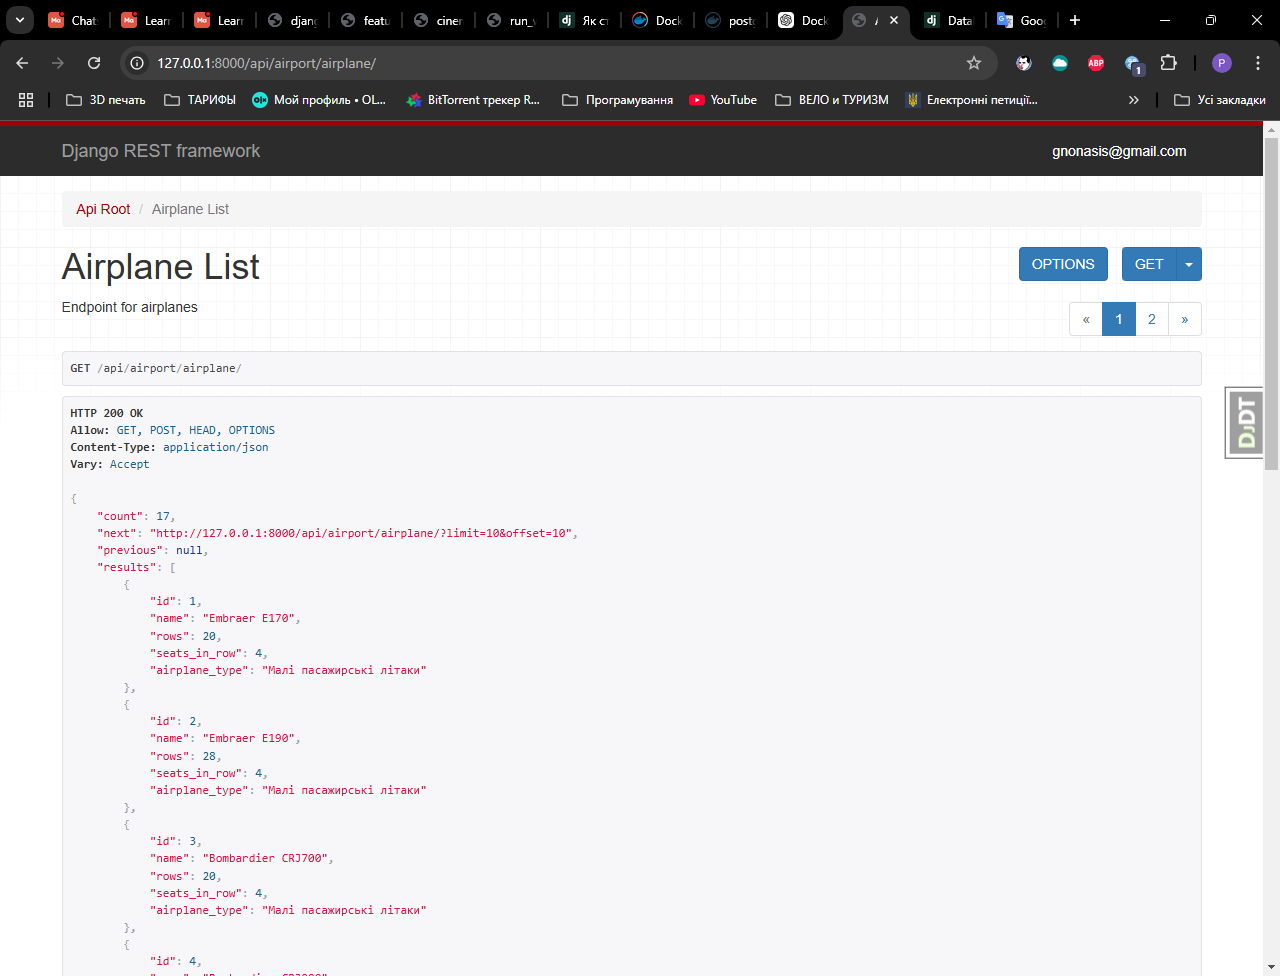 Chat
Learn
Learn
djan
featu
cinem
run_
Як ст
Dock
post
Dock
Data
Goo
127.0.0.1:8000/api/airport/airplane/
ABP
1
P
3D печать
ТАРИФЫ
Мой профиль • OL...
BitTorrent трекер R...
Програмування
YouTube
ВЕЛО и ТУРИЗМ
Електронні петиції...
»
Усі закладки
Django REST framework
gnonasis@gmail.com
Api Root / Airplane List
Airplane List
OPTIONS
GET
Endpoint for airplanes
« 1 2 »
GET /api/airport/airplane/
HTTP 200 OK
Allow: GET, POST, HEAD, OPTIONS
Content-Type: application/json
Vary: Accept
{
"count": 17,
"next": "http://127.0.0.1:8000/api/airport/airplane/?limit=10&offset=10",
"previous": null,
"results": [
{
"id": 1,
"name": "Embraer E170",
"rows": 20,
"seats_in_row": 4,
"airplane_type": "Малі пасажирські літаки"
},
{
"id": 2,
"name": "Embraer E190",
"rows": 28,
"seats_in_row": 4,
"airplane_type": "Малі пасажирські літаки"
},
{
"id": 3,
"name": "Bombardier CRJ700",
"rows": 20,
"seats_in_row": 4,
"airplane_type": "Малі пасажирські літаки"
},
{
"id": 4,
DJDT